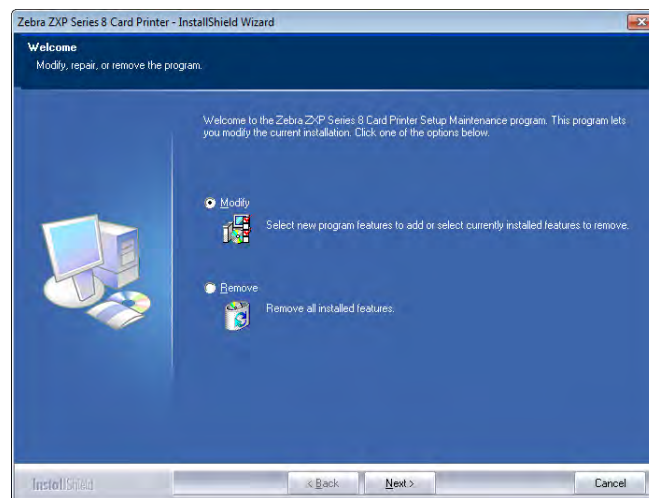 Zebra ZXP Series 8 Card Printer - InstallShield Wizard
Welcome
Modify, repair, or remove the program.
Welcome to the Zebra ZXP Series 8 Card Printer Setup Maintenance program. This program lets
you modify the current installation. Click one of the options below.
Modify
Select new program features to add or select currently installed features to remove.
Remove
Remove all installed features.
InstallShield
< Back
Next >
Cancel